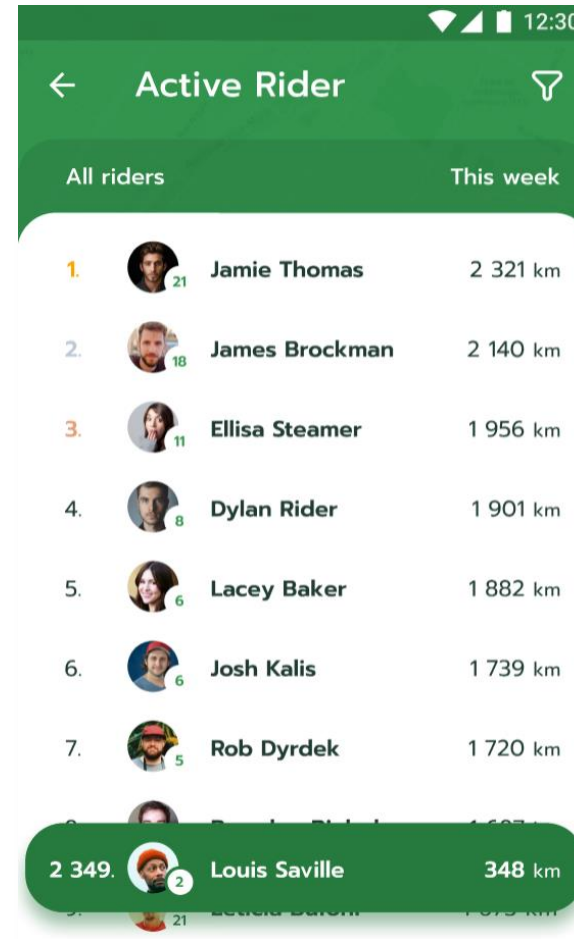 12:30
Active Rider
All riders This week
1. 21 Jamie Thomas 2 321 km
2. 18 James Brockman 2 140 km
3. 11 Ellisa Steamer 1 956 km
4. 8 Dylan Rider 1 901 km
5. 6 Lacey Baker 1 882 km
6. 6 Josh Kalis 1 739 km
7. 5 Rob Dyrdek 1 720 km
2 349. 2 Louis Saville 348 km
21